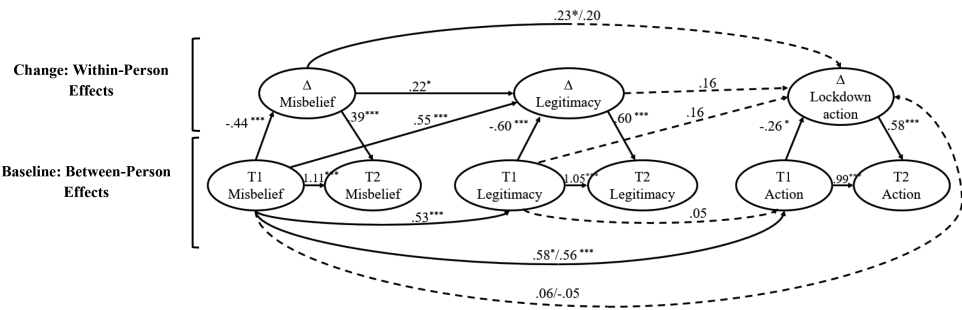 .23*/.20
Change: Within-Person
Effects
Δ
Misbelief
.22*
Δ
Legitimacy
.16
Δ
Lockdown
action
-.44 ***
.39***
.55 ***
-.60 ***
.60 ***
.16
-.26 *
.58***
Baseline: Between-Person
Effects
T1
Misbelief
1.11***
T2
Misbelief
T1
Legitimacy
1.05***
T2
Legitimacy
T1
Action
.99***
T2
Action
.53***
.05
.58*/.56 ***
.06/-.05